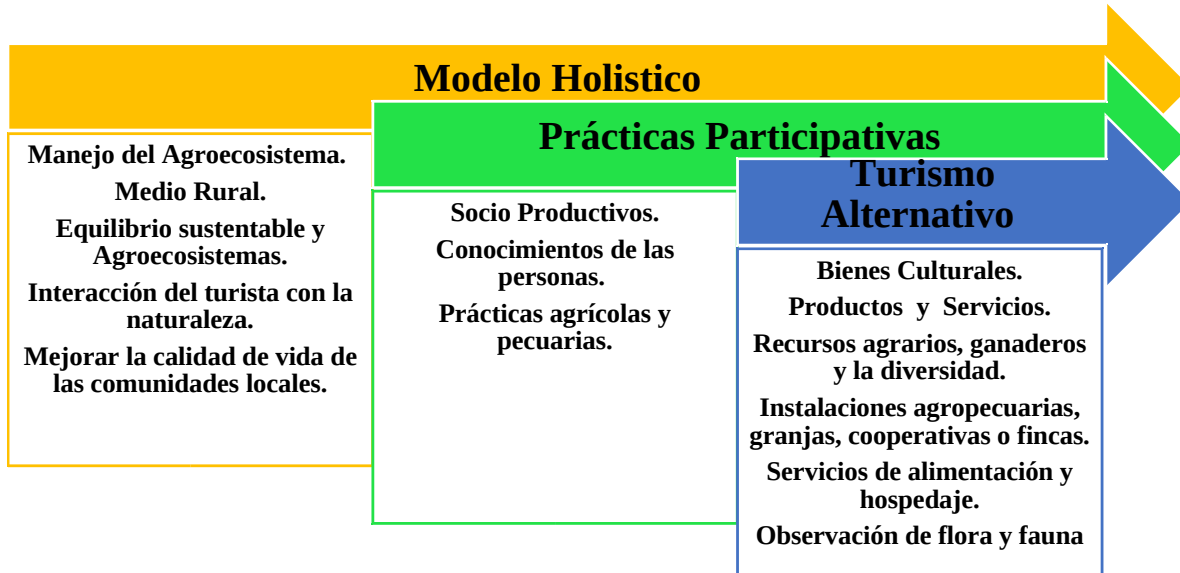 Modelo Holistico
Manejo del Agroecosistema.
Medio Rural.
Equilibrio sustentable y
Agroecosistemas.
Interacción del turista con la
naturaleza.
Mejorar la calidad de vida de
las comunidades locales.
Prácticas Participativas
Socio Productivos.
Conocimientos de las
personas.
Prácticas agrícolas y
pecuarias.
Turismo
Alternativo
Bienes Culturales.
Productos y Servicios.
Recursos agrarios, ganaderos
y la diversidad.
Instalaciones agropecuarias,
granjas, cooperativas o fincas.
Servicios de alimentación y
hospedaje.
Observación de flora y fauna